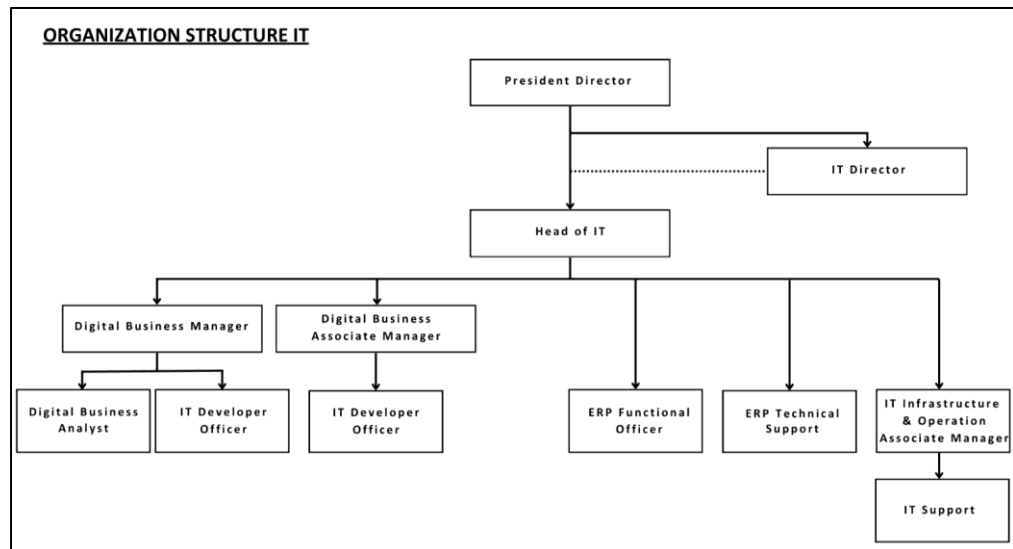 ORGANIZATION STRUCTURE IT
President Director
IT Director
Head of IT
Digital Business Manager
Digital Business
Associate Manager
Digital Business
Analyst
IT Developer
Officer
IT Developer
Officer
ERP Functional
Officer
ERP Technical
Support
IT Infrastructure
& Operation
Associate Manager
IT Support